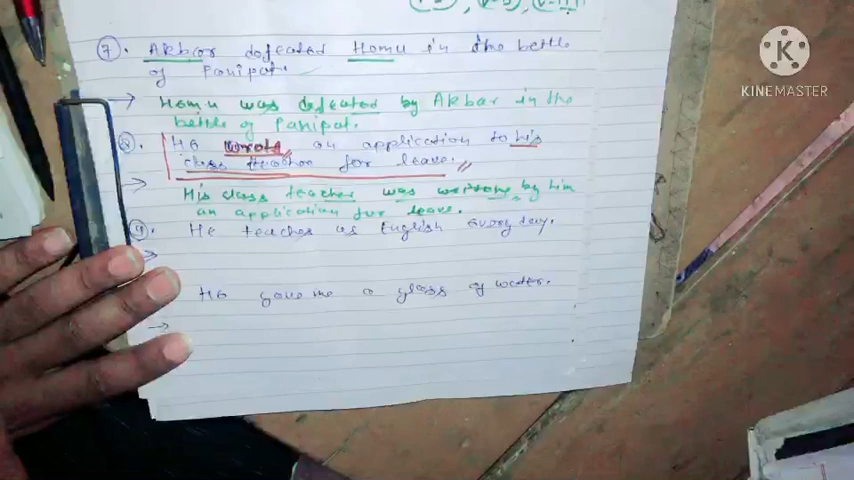 7. Akbar defeated Hemu in the battle
of Panipat.
→ Hemu was defeated by Akbar in the
battle of Panipat.
8. He wrote an application to his
class teacher for leave.
→ His class teacher was written by him
an application for leave.
9. He teaches us English everyday.
→
He gave me a glass of water.
→
K
KINEMASTER